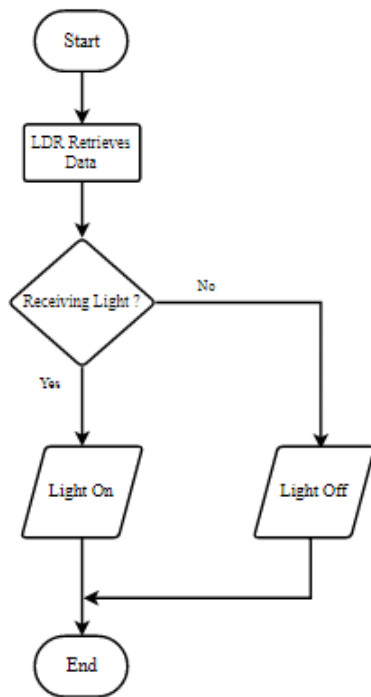 Start
LDR Retrieves
Data
Receiving Light ?
No
Yes
Light On
Light Off
End